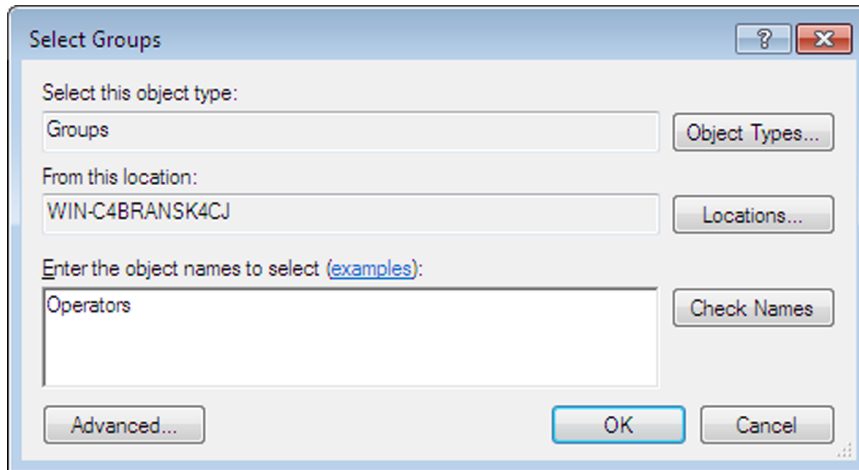 Select Groups
Select this object type:
Groups
Object Types...
From this location:
WIN-C4BRANSK4CJ
Locations...
Enter the object names to select (examples):
Operators
Check Names
Advanced...
OK
Cancel